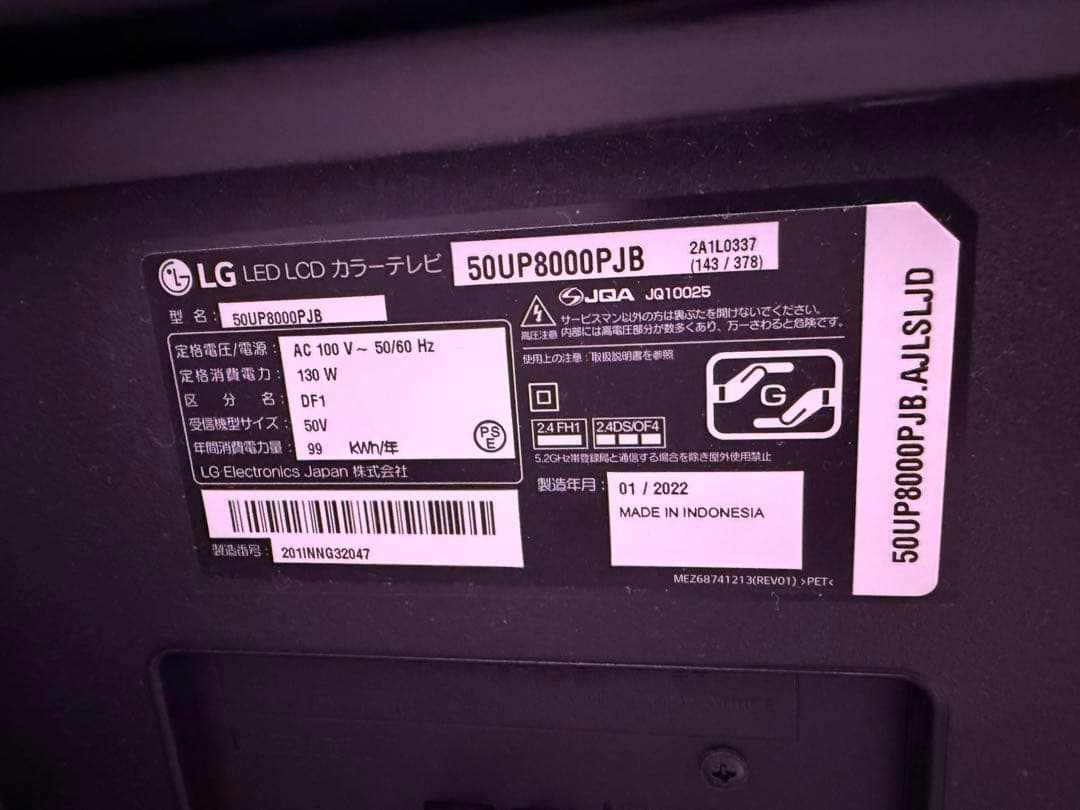 LG LED LCD カラーテレビ 50UP8000PJB 2A1L0337
(143 / 378)
型 名: 50UP8000PJB
定格電圧/電源: AC 100 V~ 50/60 Hz
定格消費電力: 130 W
区 分 名: DF1
受信機型サイズ: 50V
年間消費電力量: 99 kWh/年
PS
E
LG Electronics Japan 株式会社
製造番号: 201INNG32047
JQA JQ10025
高圧注意
サービスマン以外の方は裏ぶたを開けないでください。
内部には高電圧部分が数多くあり、万一さわると危険です。
使用上の注意:取扱説明書を参照
G
2.4 FH1 2.4DS/OF4
5.2GHz帯登録局と通信する場合を除き屋外使用禁止
製造年月: 01 / 2022
MADE IN INDONESIA
MEZ68741213(REV01) >PET<
50UP8000PJB.AJLSLJD